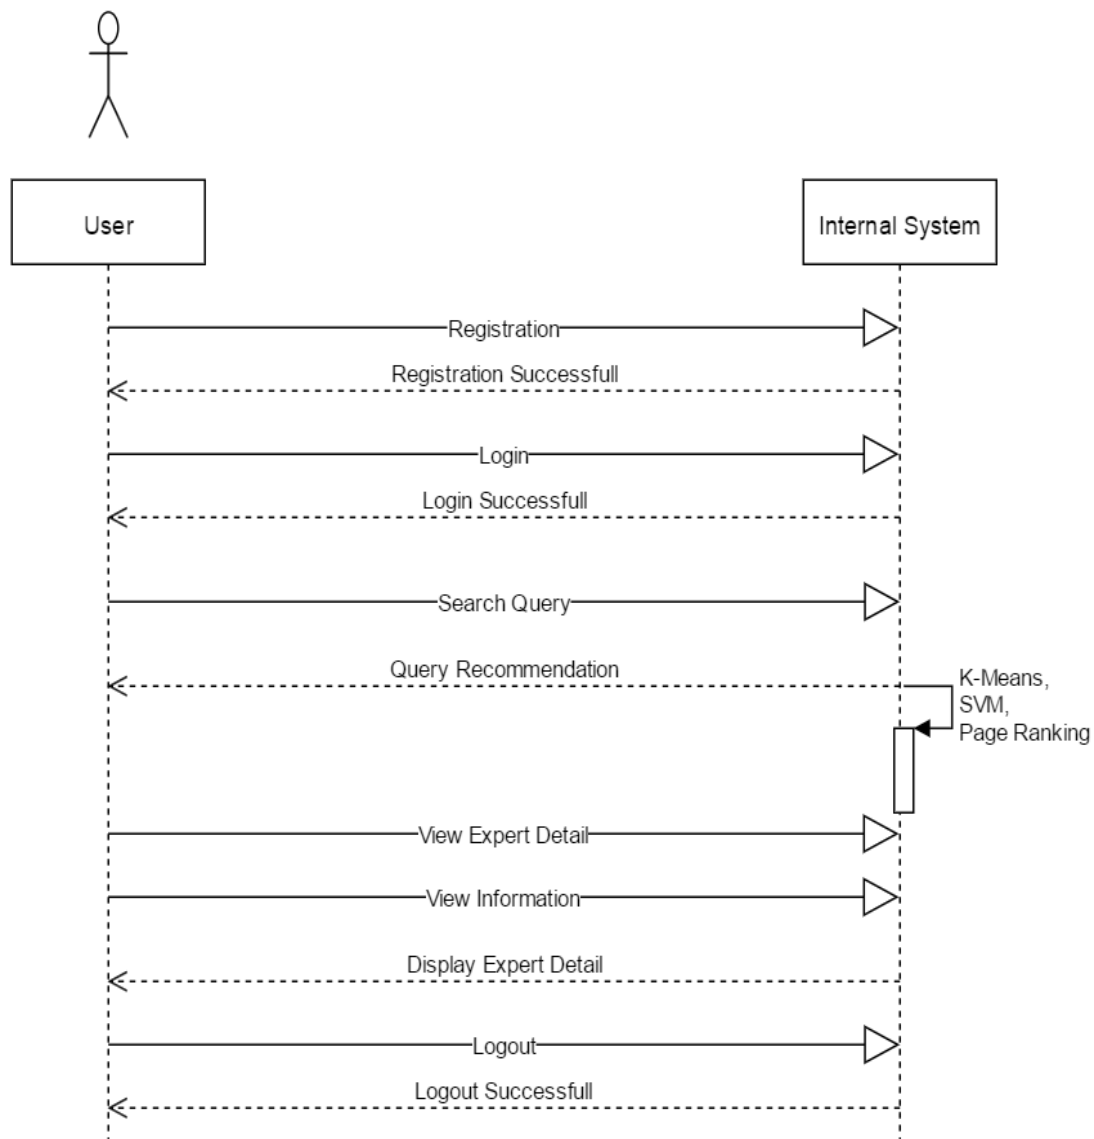 User
Internal System
Registration
Registration Successfull
Login
Login Successfull
Search Query
Query Recommendation
K-Means,
SVM,
Page Ranking
View Expert Detail
View Information
Display Expert Detail
Logout
Logout Successfull